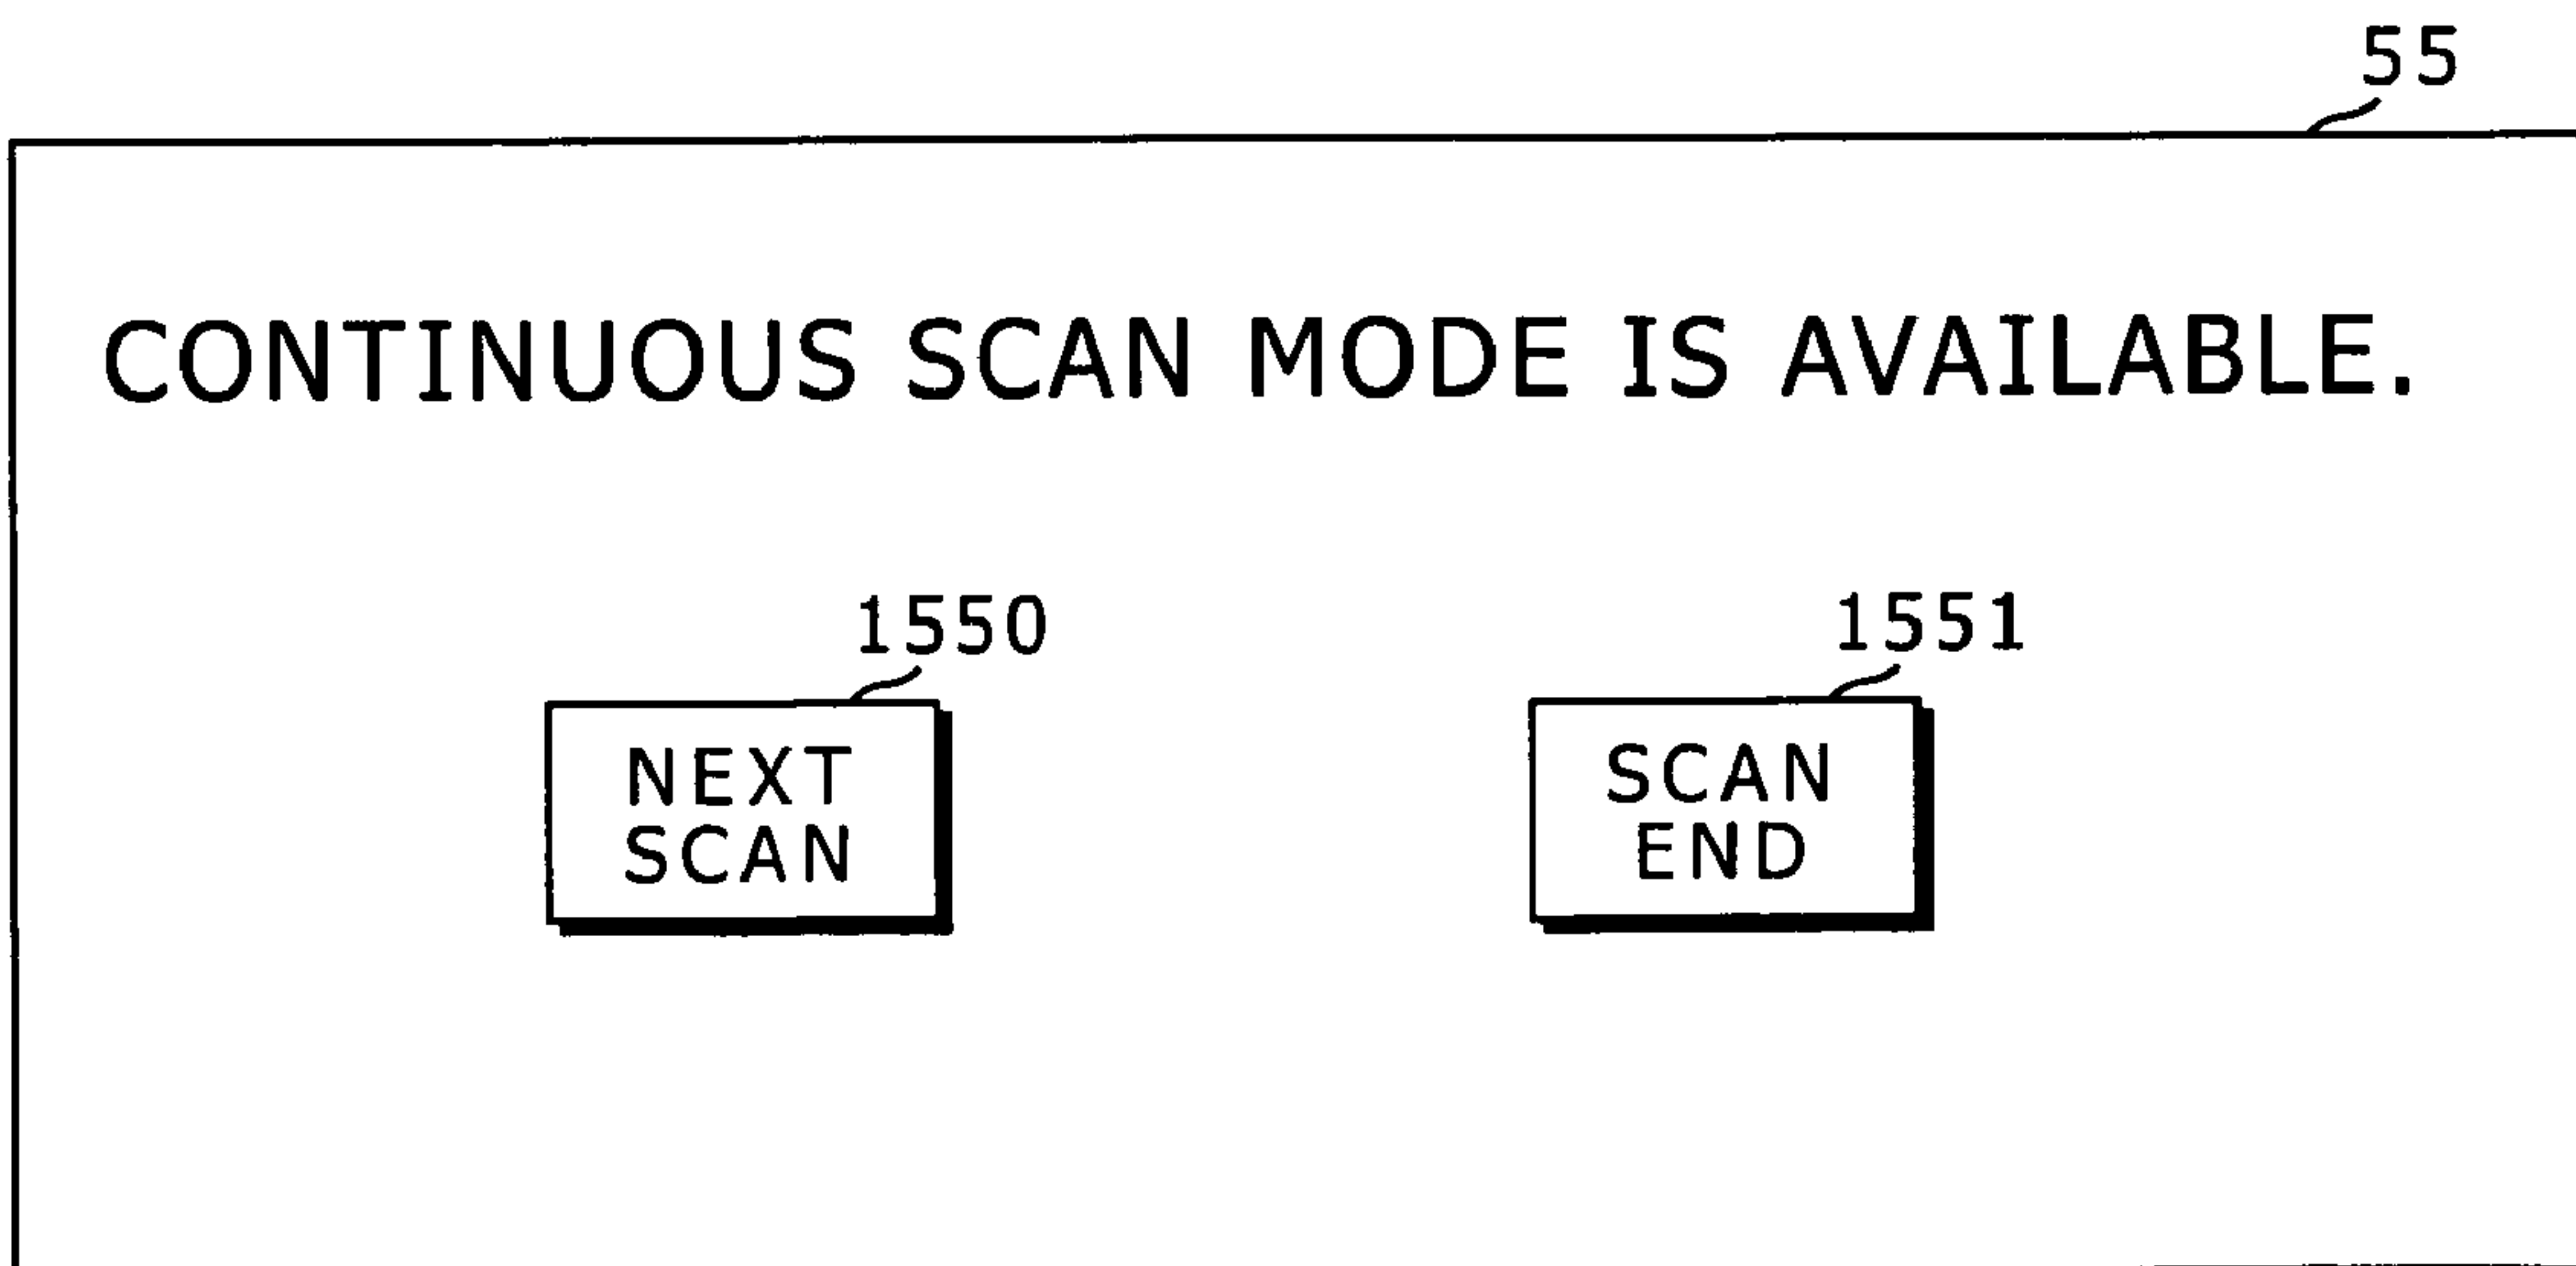 55
CONTINUOUS SCAN MODE IS AVAILABLE.
1550
1551
NEXT
SCAN
SCAN
END